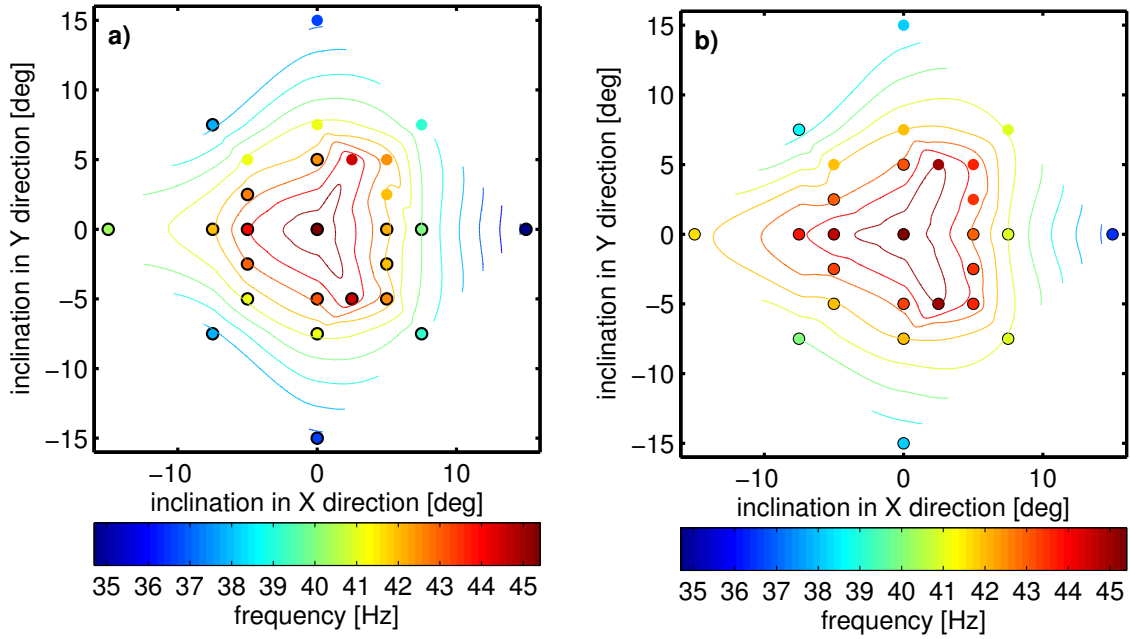 a)
15
10
5
0
−5
−10
−15
inclination in Y direction [deg]
−10 0 10
inclination in X direction [deg]
35 36 37 38 39 40 41 42 43 44 45
frequency [Hz]
b)
15
10
5
0
−5
−10
−15
inclination in Y direction [deg]
−10 0 10
inclination in X direction [deg]
35 36 37 38 39 40 41 42 43 44 45
frequency [Hz]